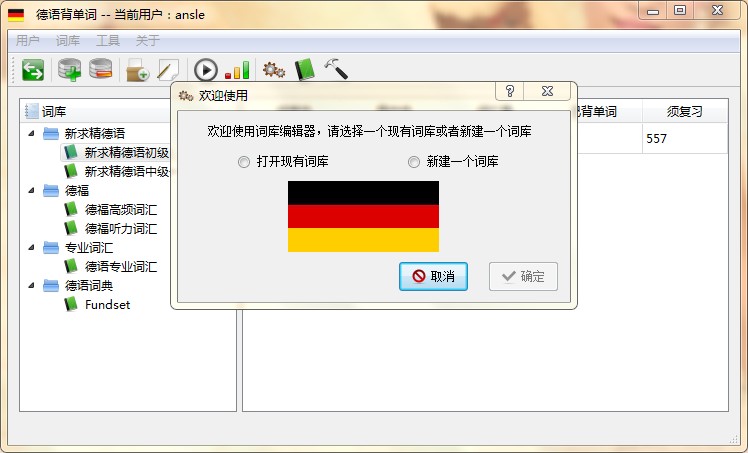 德语背单词 -- 当前用户：ansle
用户 词库 工具 关于
欢迎使用
欢迎使用词库编辑器，请选择一个现有词库或者新建一个词库
打开现有词库 新建一个词库
取消 确定
词库
新求精德语
新求精德语初级
新求精德语中级
德福
德福高频词汇
德福听力词汇
专业词汇
德语专业词汇
德语词典
Fundset
背单词 须复习
557